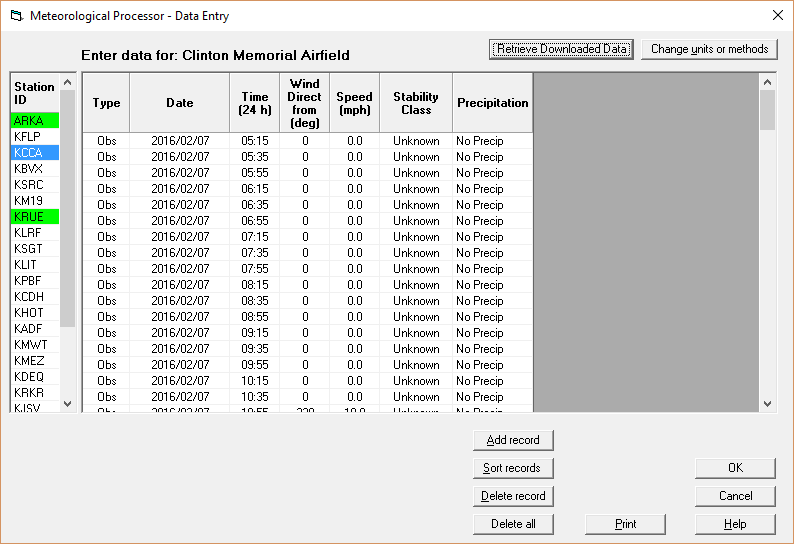 Meteorological Processor - Data Entry
Enter data for: Clinton Memorial Airfield
Retrieve Downloaded Data
Change units or methods
Station ID
ARKA
KFLP
KCCA
KBVX
KSRC
KM19
KRUE
KLRF
KSGT
KLIT
KPBF
KCDH
KHOT
KADF
KMWT
KMEZ
KDEQ
KRKR
KJSV
Type Date Time (24 h) Wind Direct from (deg) Speed (mph) Stability Class Precipitation
Obs 2016/02/07 05:15 0 0.0 Unknown No Precip
Obs 2016/02/07 05:35 0 0.0 Unknown No Precip
Obs 2016/02/07 05:55 0 0.0 Unknown No Precip
Obs 2016/02/07 06:15 0 0.0 Unknown No Precip
Obs 2016/02/07 06:35 0 0.0 Unknown No Precip
Obs 2016/02/07 06:55 0 0.0 Unknown No Precip
Obs 2016/02/07 07:15 0 0.0 Unknown No Precip
Obs 2016/02/07 07:35 0 0.0 Unknown No Precip
Obs 2016/02/07 07:55 0 0.0 Unknown No Precip
Obs 2016/02/07 08:15 0 0.0 Unknown No Precip
Obs 2016/02/07 08:35 0 0.0 Unknown No Precip
Obs 2016/02/07 08:55 0 0.0 Unknown No Precip
Obs 2016/02/07 09:15 0 0.0 Unknown No Precip
Obs 2016/02/07 09:35 0 0.0 Unknown No Precip
Obs 2016/02/07 09:55 0 0.0 Unknown No Precip
Obs 2016/02/07 10:15 0 0.0 Unknown No Precip
Obs 2016/02/07 10:35 0 0.0 Unknown No Precip
Obs 2016/02/07 10:55 Unknown No Precip
Add record
Sort records
OK
Delete record
Cancel
Delete all
Print
Help